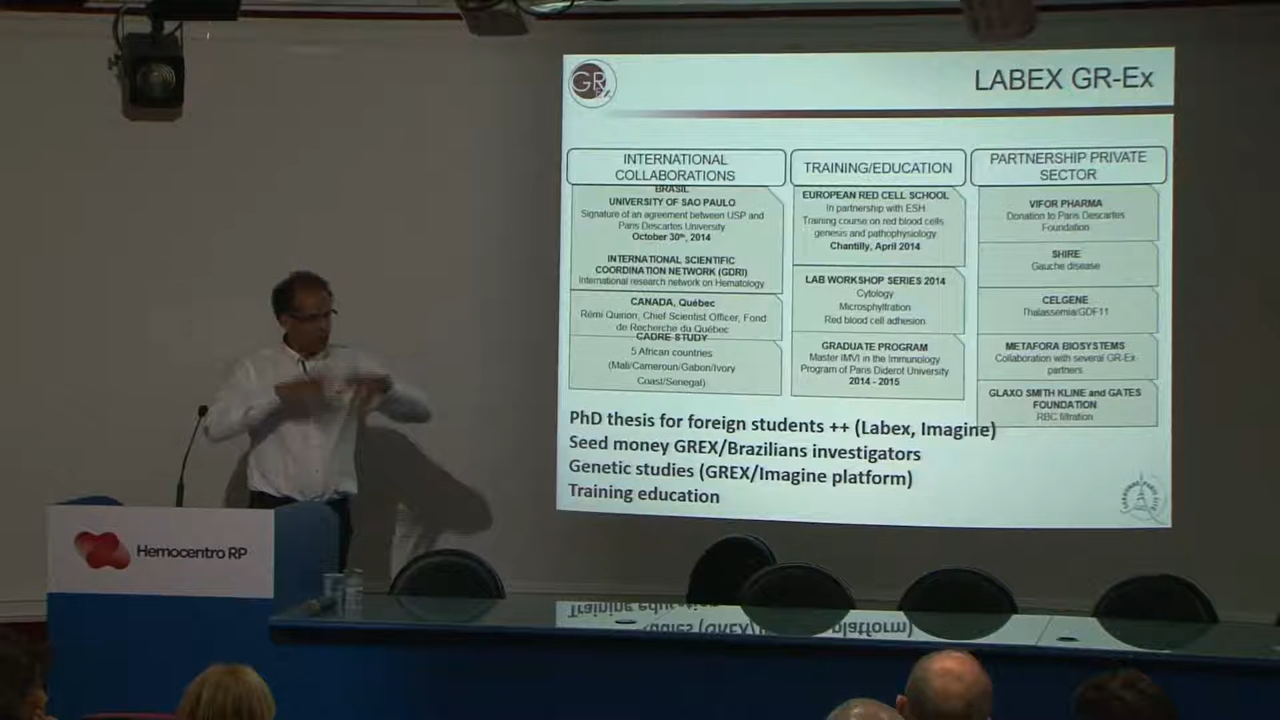 GR
Ex
LABEX GR-Ex
INTERNATIONAL
COLLABORATIONS
BRASIL
UNIVERSITY OF SAO PAULO
Signature of an agreement between USP and
Paris Descartes University
October 30th, 2014
INTERNATIONAL SCIENTIFIC
COORDINATION NETWORK (GDRI)
International research network on Hematology
CANADA, Québec
Rémi Quirion, Chief Scientist Officer, Fond
de Recherche du Québec
CADRE STUDY
5 African countries
(Mali/Cameroun/Gabon/Ivory
Coast/Senegal)
TRAINING/EDUCATION
EUROPEAN RED CELL SCHOOL
In partnership with ESH
Training course on red blood cells
genesis and pathophysiology
Chantilly, April 2014
LAB WORKSHOP SERIES 2014
Cytology
Microsphyltration
Red blood cell adhesion
GRADUATE PROGRAM
Master IMVI in the Immunology
Program of Paris Diderot University
2014 - 2015
PARTNERSHIP PRIVATE
SECTOR
VIFOR PHARMA
Donation to Paris Descartes
Foundation
SHIRE
Gauche disease
CELGENE
Thalassemia/GDF11
METAFORA BIOSYSTEMS
Collaboration with several GR-Ex
partners
GLAXO SMITH KLINE and GATES
FOUNDATION
RBC filtration
PhD thesis for foreign students ++ (Labex, Imagine)
Seed money GREX/Brazilians investigators
Genetic studies (GREX/Imagine platform)
Training education
Hemocentro RP